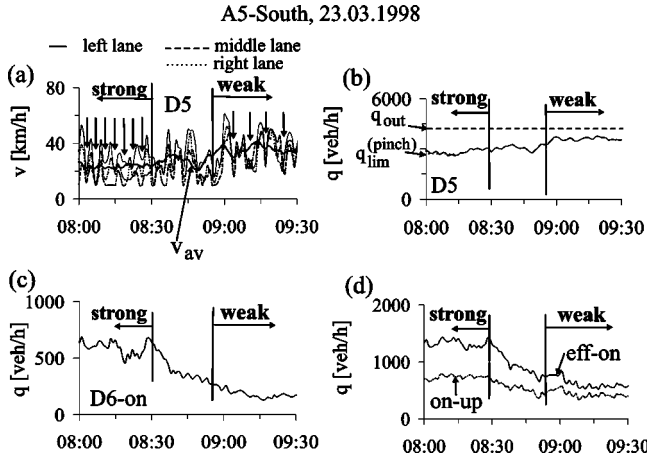 A5-South, 23.03.1998
left lane
middle lane
right lane
(a)
80
40
0
v [km/h]
strong
D5
weak
v_av
08:00 08:30 09:00 09:30
(b)
6000
0
q [veh/h]
strong
weak
q_out
q_lim^(pinch)
D5
08:00 08:30 09:00 09:30
(c)
1000
500
0
q [veh/h]
strong
weak
D6-on
08:00 08:30 09:00 09:30
(d)
2000
1000
0
q [veh/h]
strong
weak
eff-on
on-up
08:00 08:30 09:00 09:30